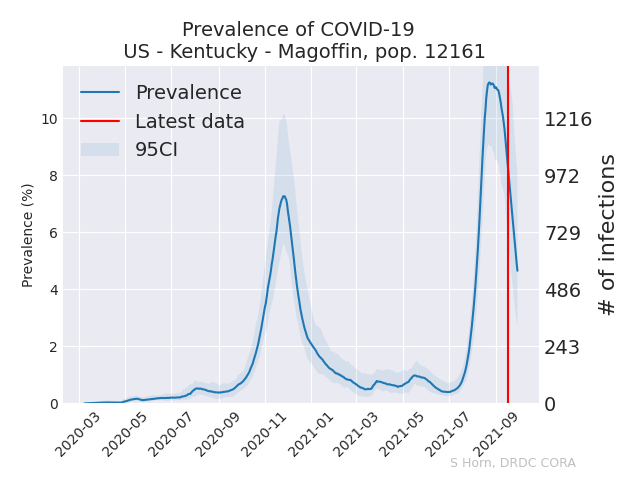 Prevalence of COVID-19
US - Kentucky - Magoffin, pop. 12161
Prevalence
Latest data
95CI
Prevalence (%)
10
8
6
4
2
0
1216
972
729
486
243
0
# of infections
2020-03
2020-05
2020-07
2020-09
2020-11
2021-01
2021-03
2021-05
2021-07
2021-09
S Horn, DRDC CORA